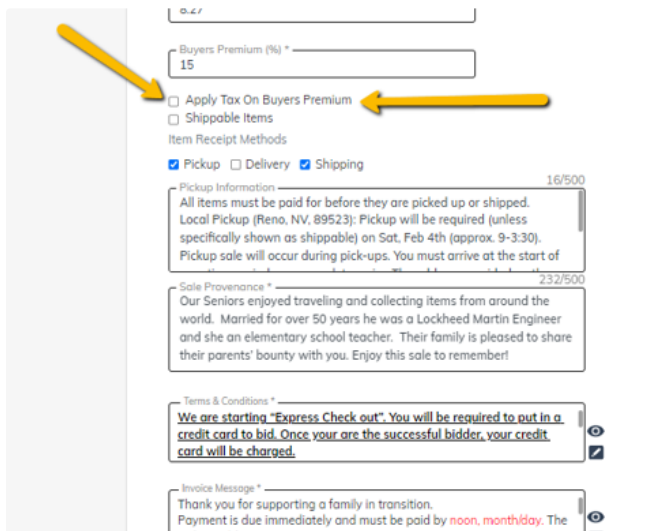 8.27
Buyers Premium (%) *
15
Apply Tax On Buyers Premium
Shippable Items
Item Receipt Methods
Pickup Delivery Shipping
16/500
Pickup Information
All items must be paid for before they are picked up or shipped.
Local Pickup (Reno, NV, 89523): Pickup will be required (unless
specifically shown as shippable) on Sat, Feb 4th (approx. 9-3:30).
Pickup sale will occur during pick-ups. You must arrive at the start of
232/500
Sale Provenance *
Our Seniors enjoyed traveling and collecting items from around the
world. Married for over 50 years he was a Lockheed Martin Engineer
and she an elementary school teacher. Their family is pleased to share
their parents' bounty with you. Enjoy this sale to remember!
Terms & Conditions *
We are starting "Express Check out". You will be required to put in a
credit card to bid. Once your are the successful bidder, your credit
card will be charged.
Invoice Message *
Thank you for supporting a family in transition.
Payment is due immediately and must be paid by noon, month/day. The